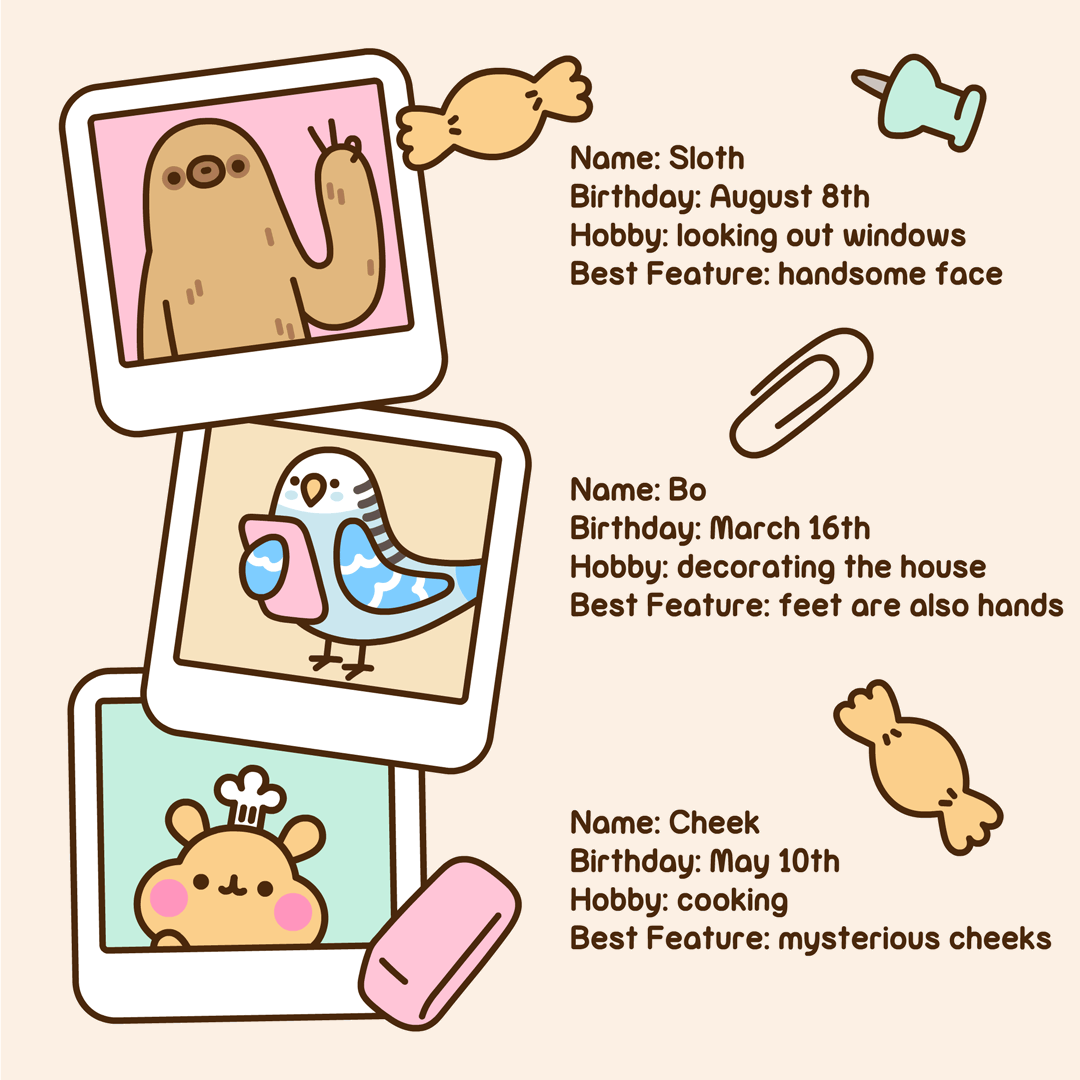 Name: Sloth
Birthday: August 8th
Hobby: looking out windows
Best Feature: handsome face
Name: Bo
Birthday: March 16th
Hobby: decorating the house
Best Feature: feet are also hands
Name: Cheek
Birthday: May 10th
Hobby: cooking
Best Feature: mysterious cheeks